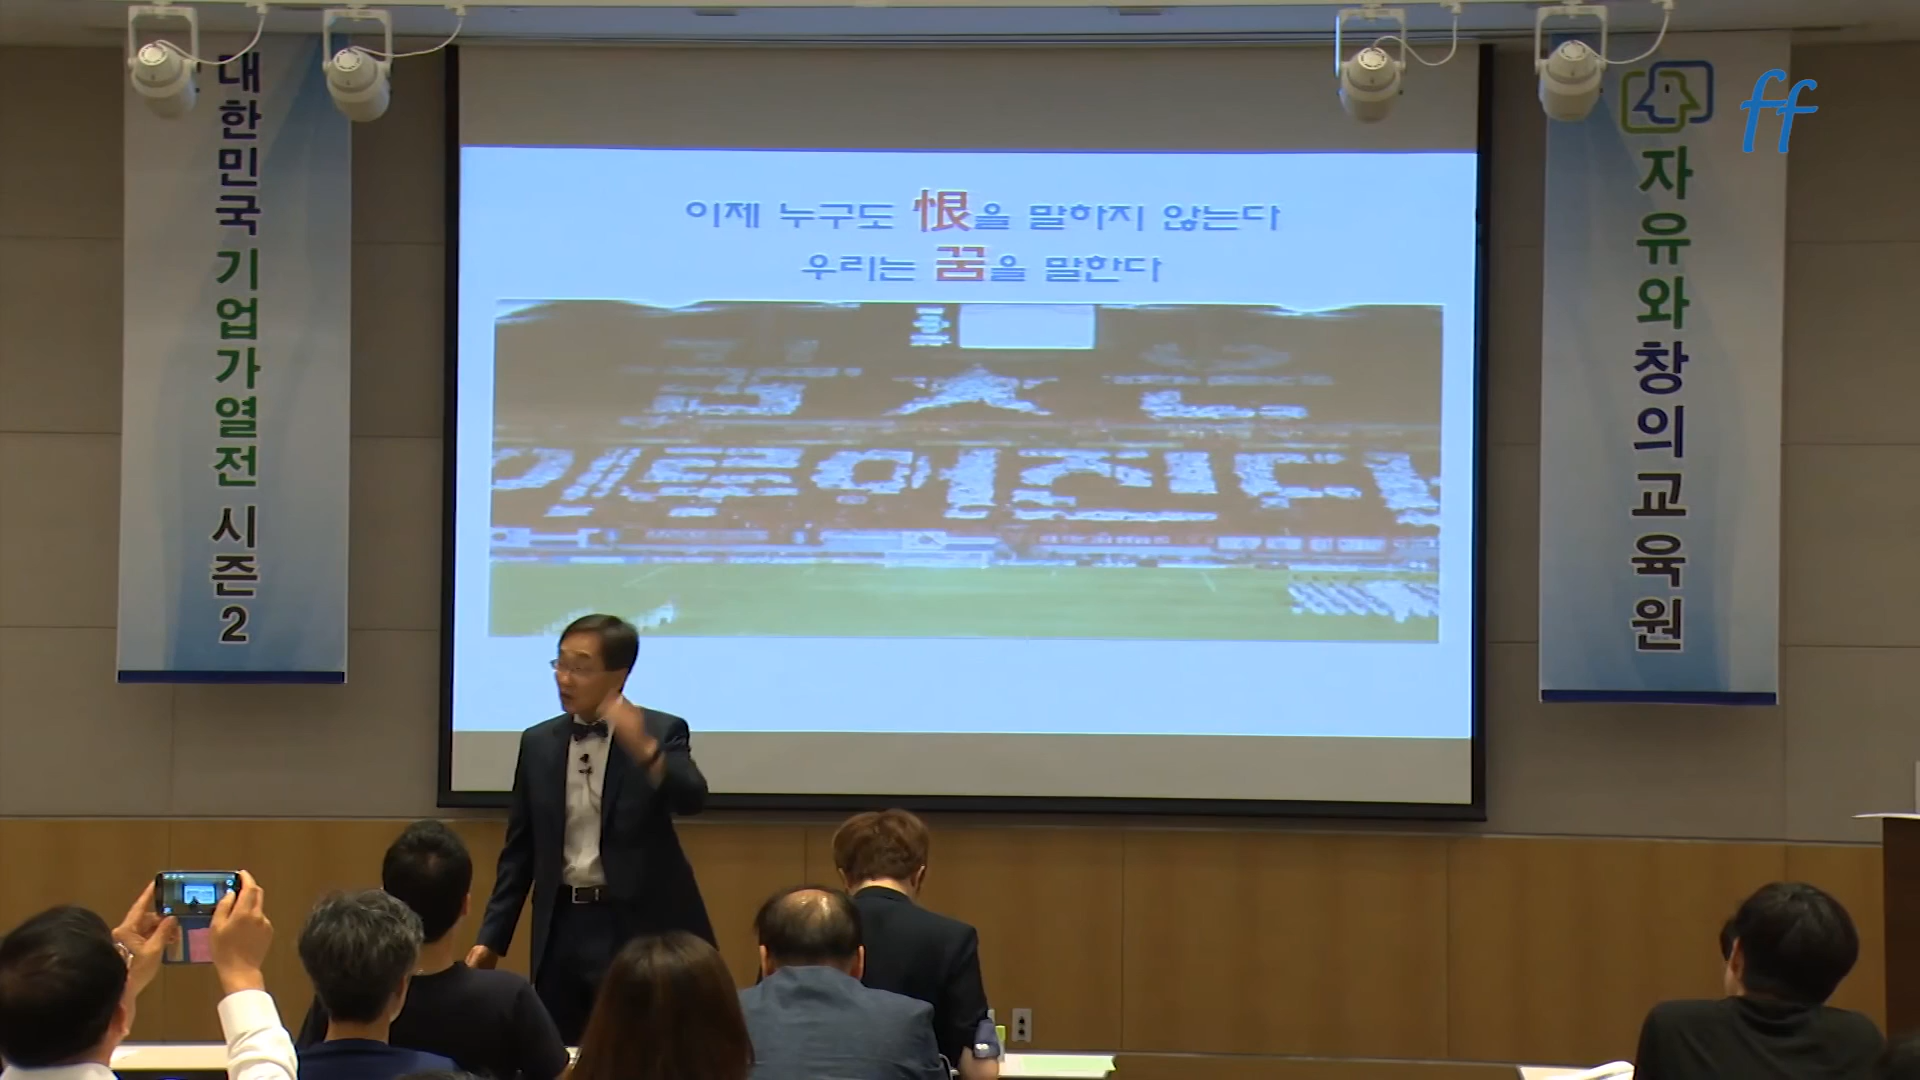 대한민국 기업가열전 시즌2
이제 누구도 恨을 말하지 않는다
우리는 꿈을 말한다
꿈★은
이루어진다
자유와창의교육원
ff